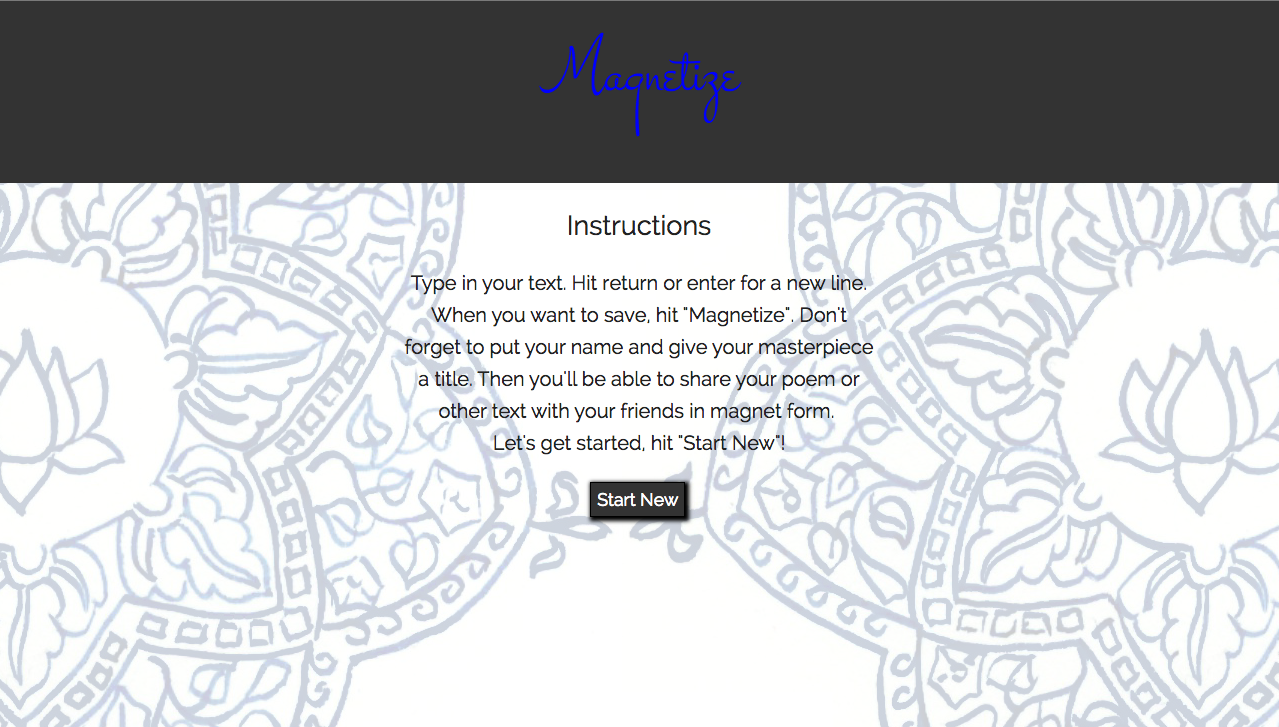 Magnetize
Instructions
Type in your text. Hit return or enter for a new line.
When you want to save, hit "Magnetize". Don't
forget to put your name and give your masterpiece
a title. Then you'll be able to share your poem or
other text with your friends in magnet form.
Let's get started, hit "Start New"!
Start New